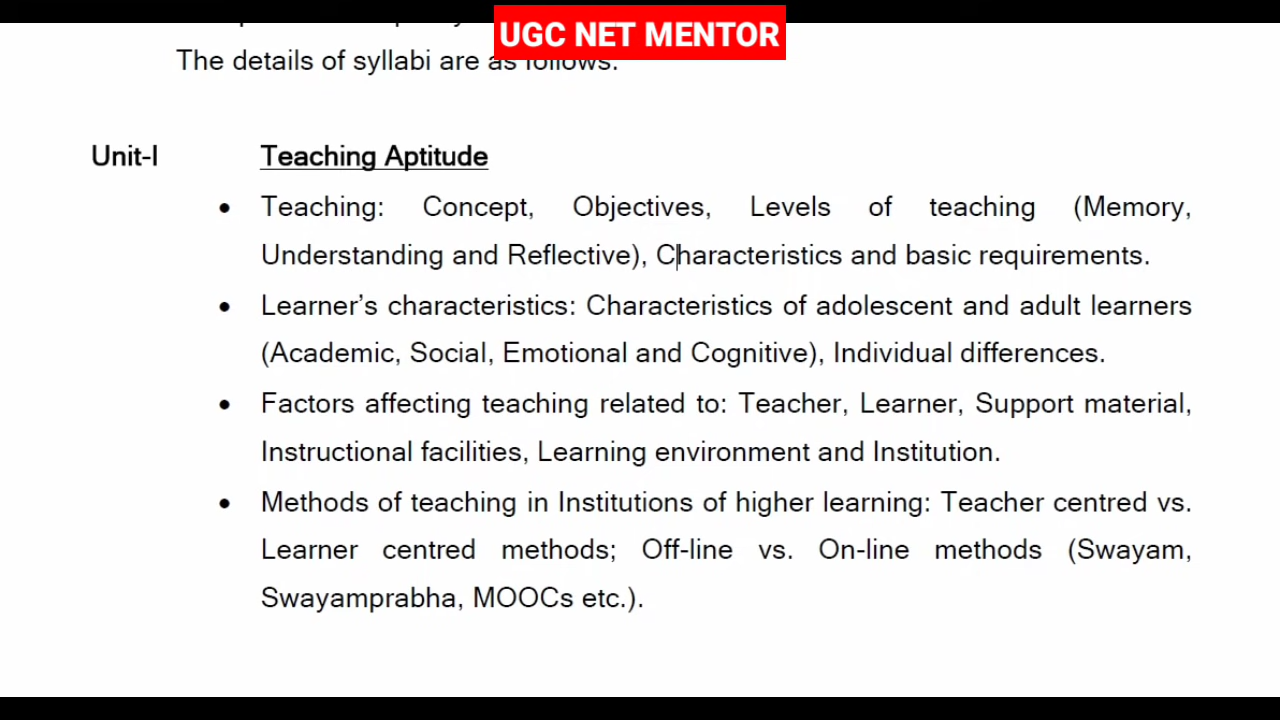 UGC NET MENTOR
The details of syllabi are as follows:
Unit-I Teaching Aptitude
• Teaching: Concept, Objectives, Levels of teaching (Memory,
Understanding and Reflective), Characteristics and basic requirements.
• Learner’s characteristics: Characteristics of adolescent and adult learners
(Academic, Social, Emotional and Cognitive), Individual differences.
• Factors affecting teaching related to: Teacher, Learner, Support material,
Instructional facilities, Learning environment and Institution.
• Methods of teaching in Institutions of higher learning: Teacher centred vs.
Learner centred methods; Off-line vs. On-line methods (Swayam,
Swayamprabha, MOOCs etc.).